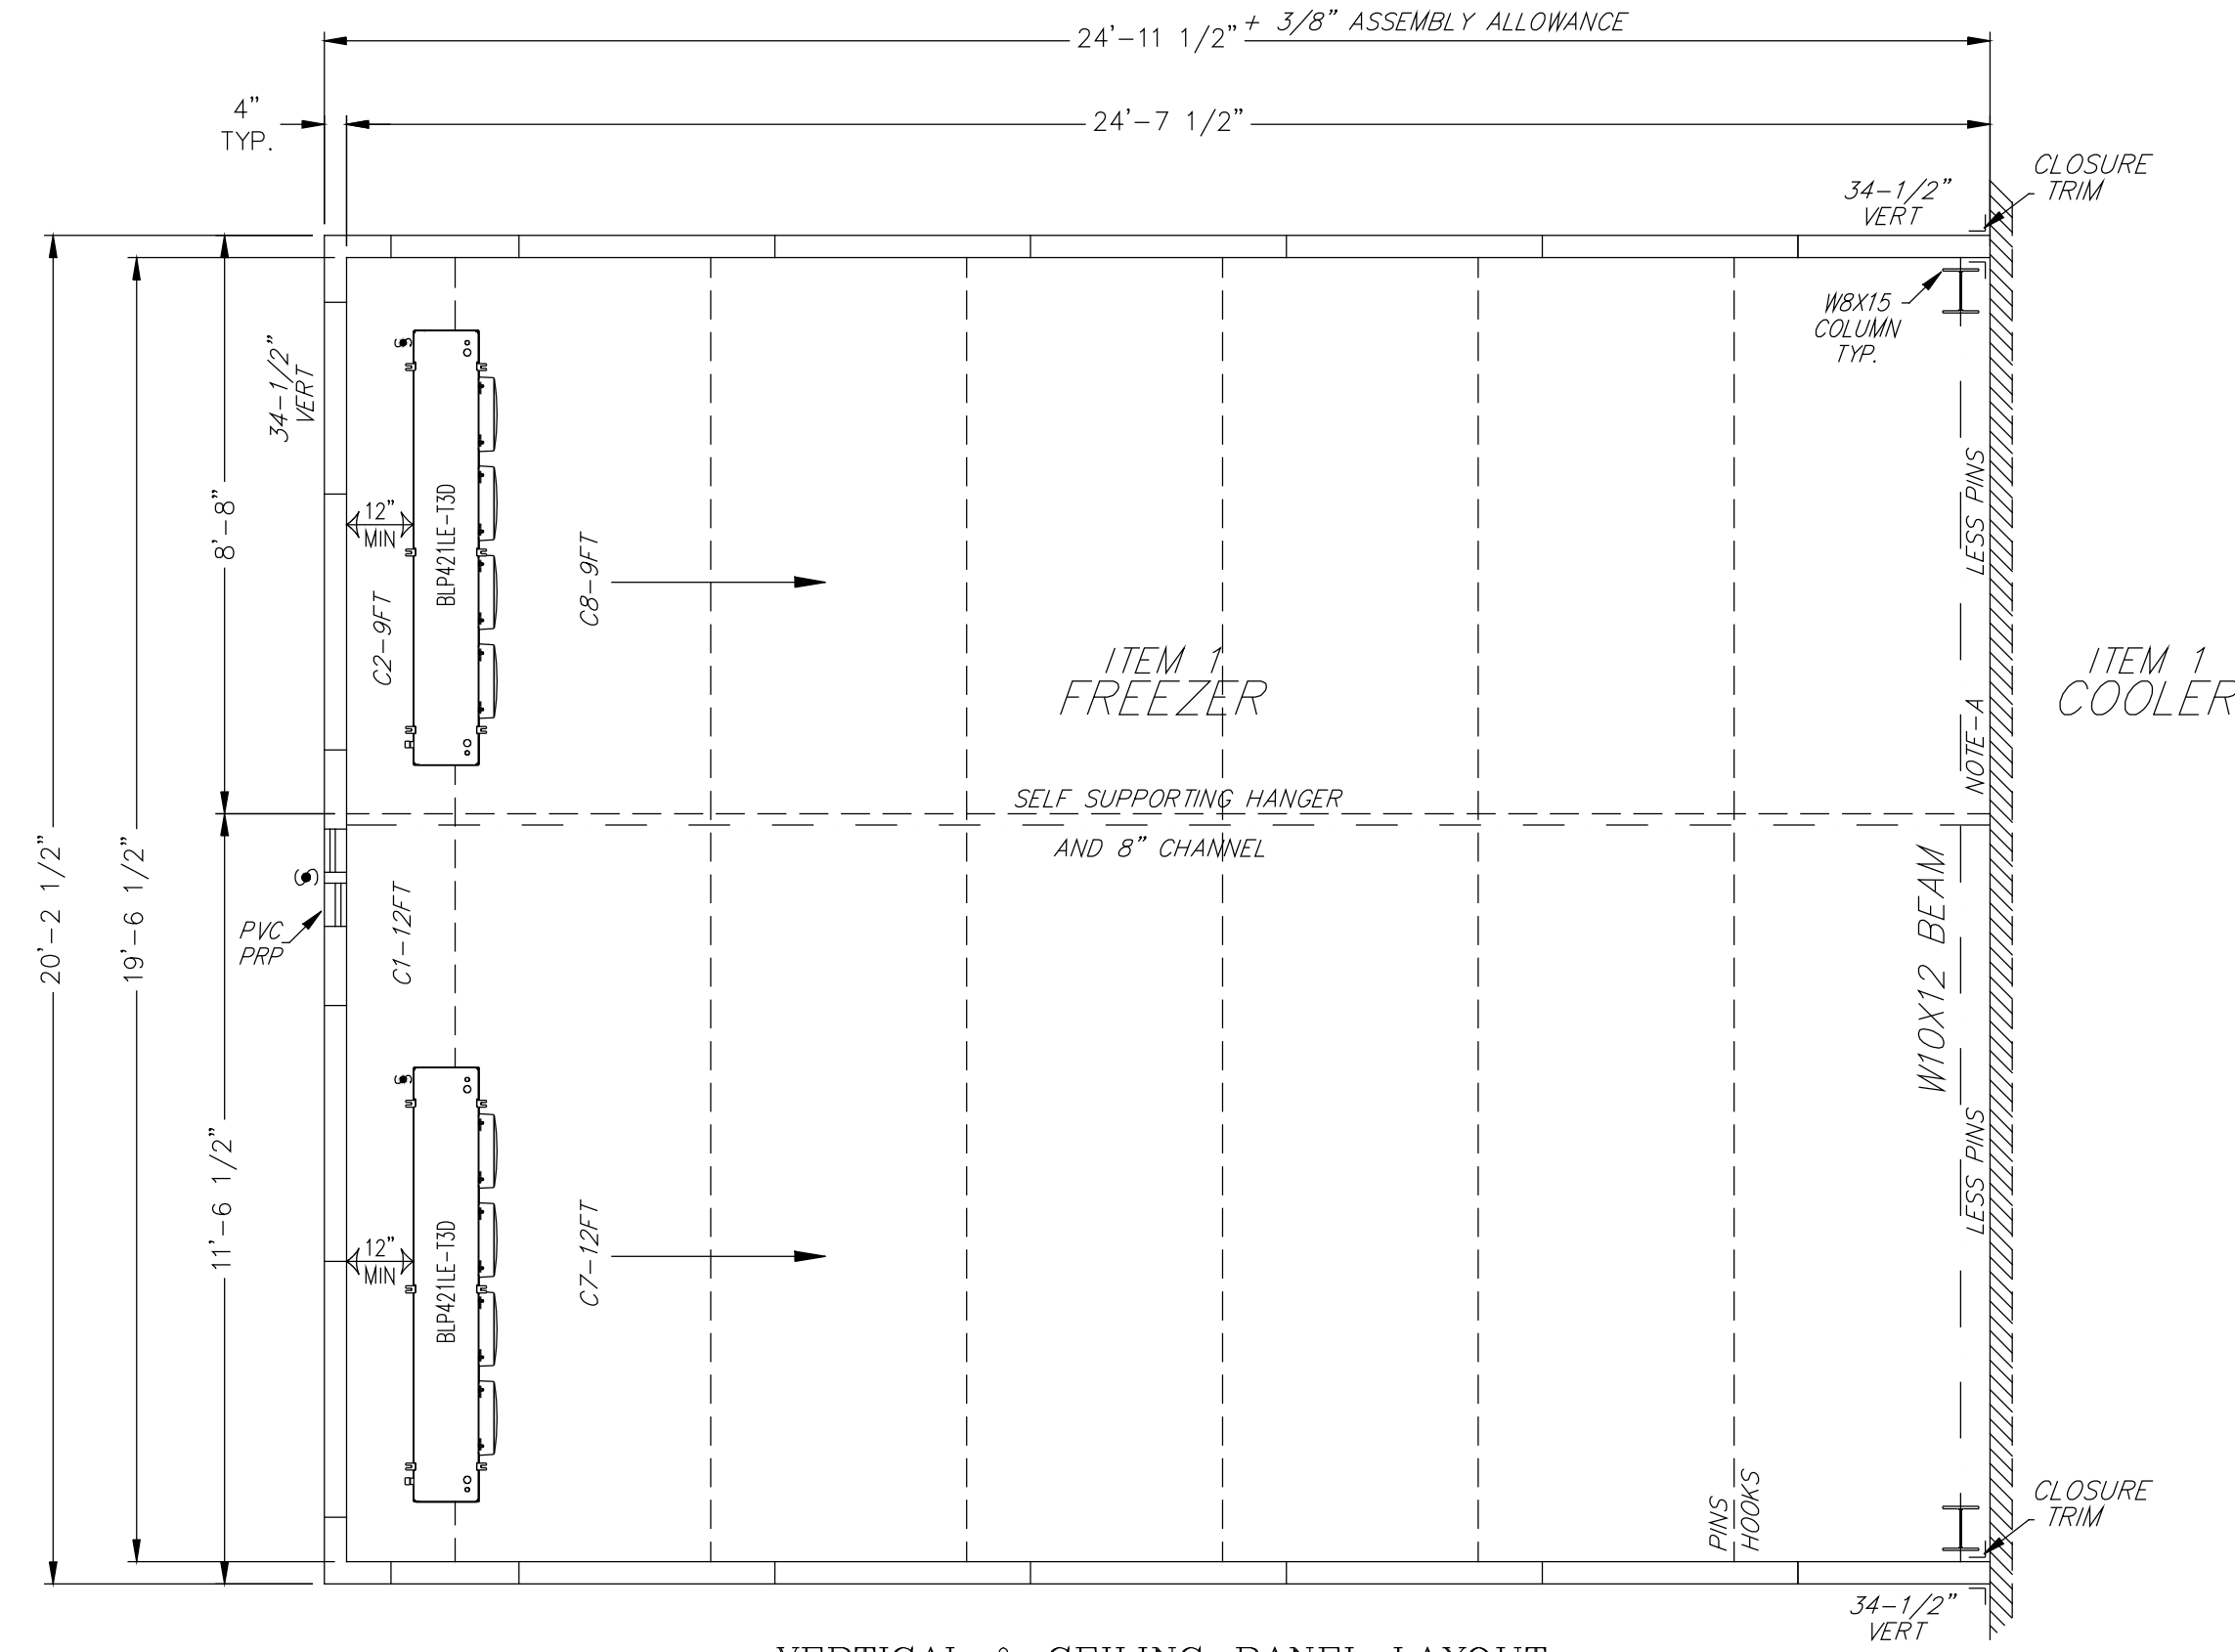 24'-11 1/2" + 3/8" ASSEMBLY ALLOWANCE
4"
TYP.
24'-7 1/2"
CLOSURE
TRIM
34-1/2"
VERT
W8X15
COLUMN
TYP.
34-1/2"
VERT
8'-8"
12"
MIN
BLP421LE-T3D
C2-9FT
C8-9FT
LESS PINS
ITEM 1
FREEZER
ITEM 1
COOLER
NOTE-A
SELF SUPPORTING HANGER
AND 8" CHANNEL
20'-2 1/2"
19'-6 1/2"
PVC
PRP
C1-12FT
W10X12 BEAM
11'-6 1/2"
12"
MIN
BLP421LE-T3D
C7-12FT
LESS PINS
PINS
HOOKS
CLOSURE
TRIM
34-1/2"
VERT
VERTICAL & CEILING PANEL LAYOUT